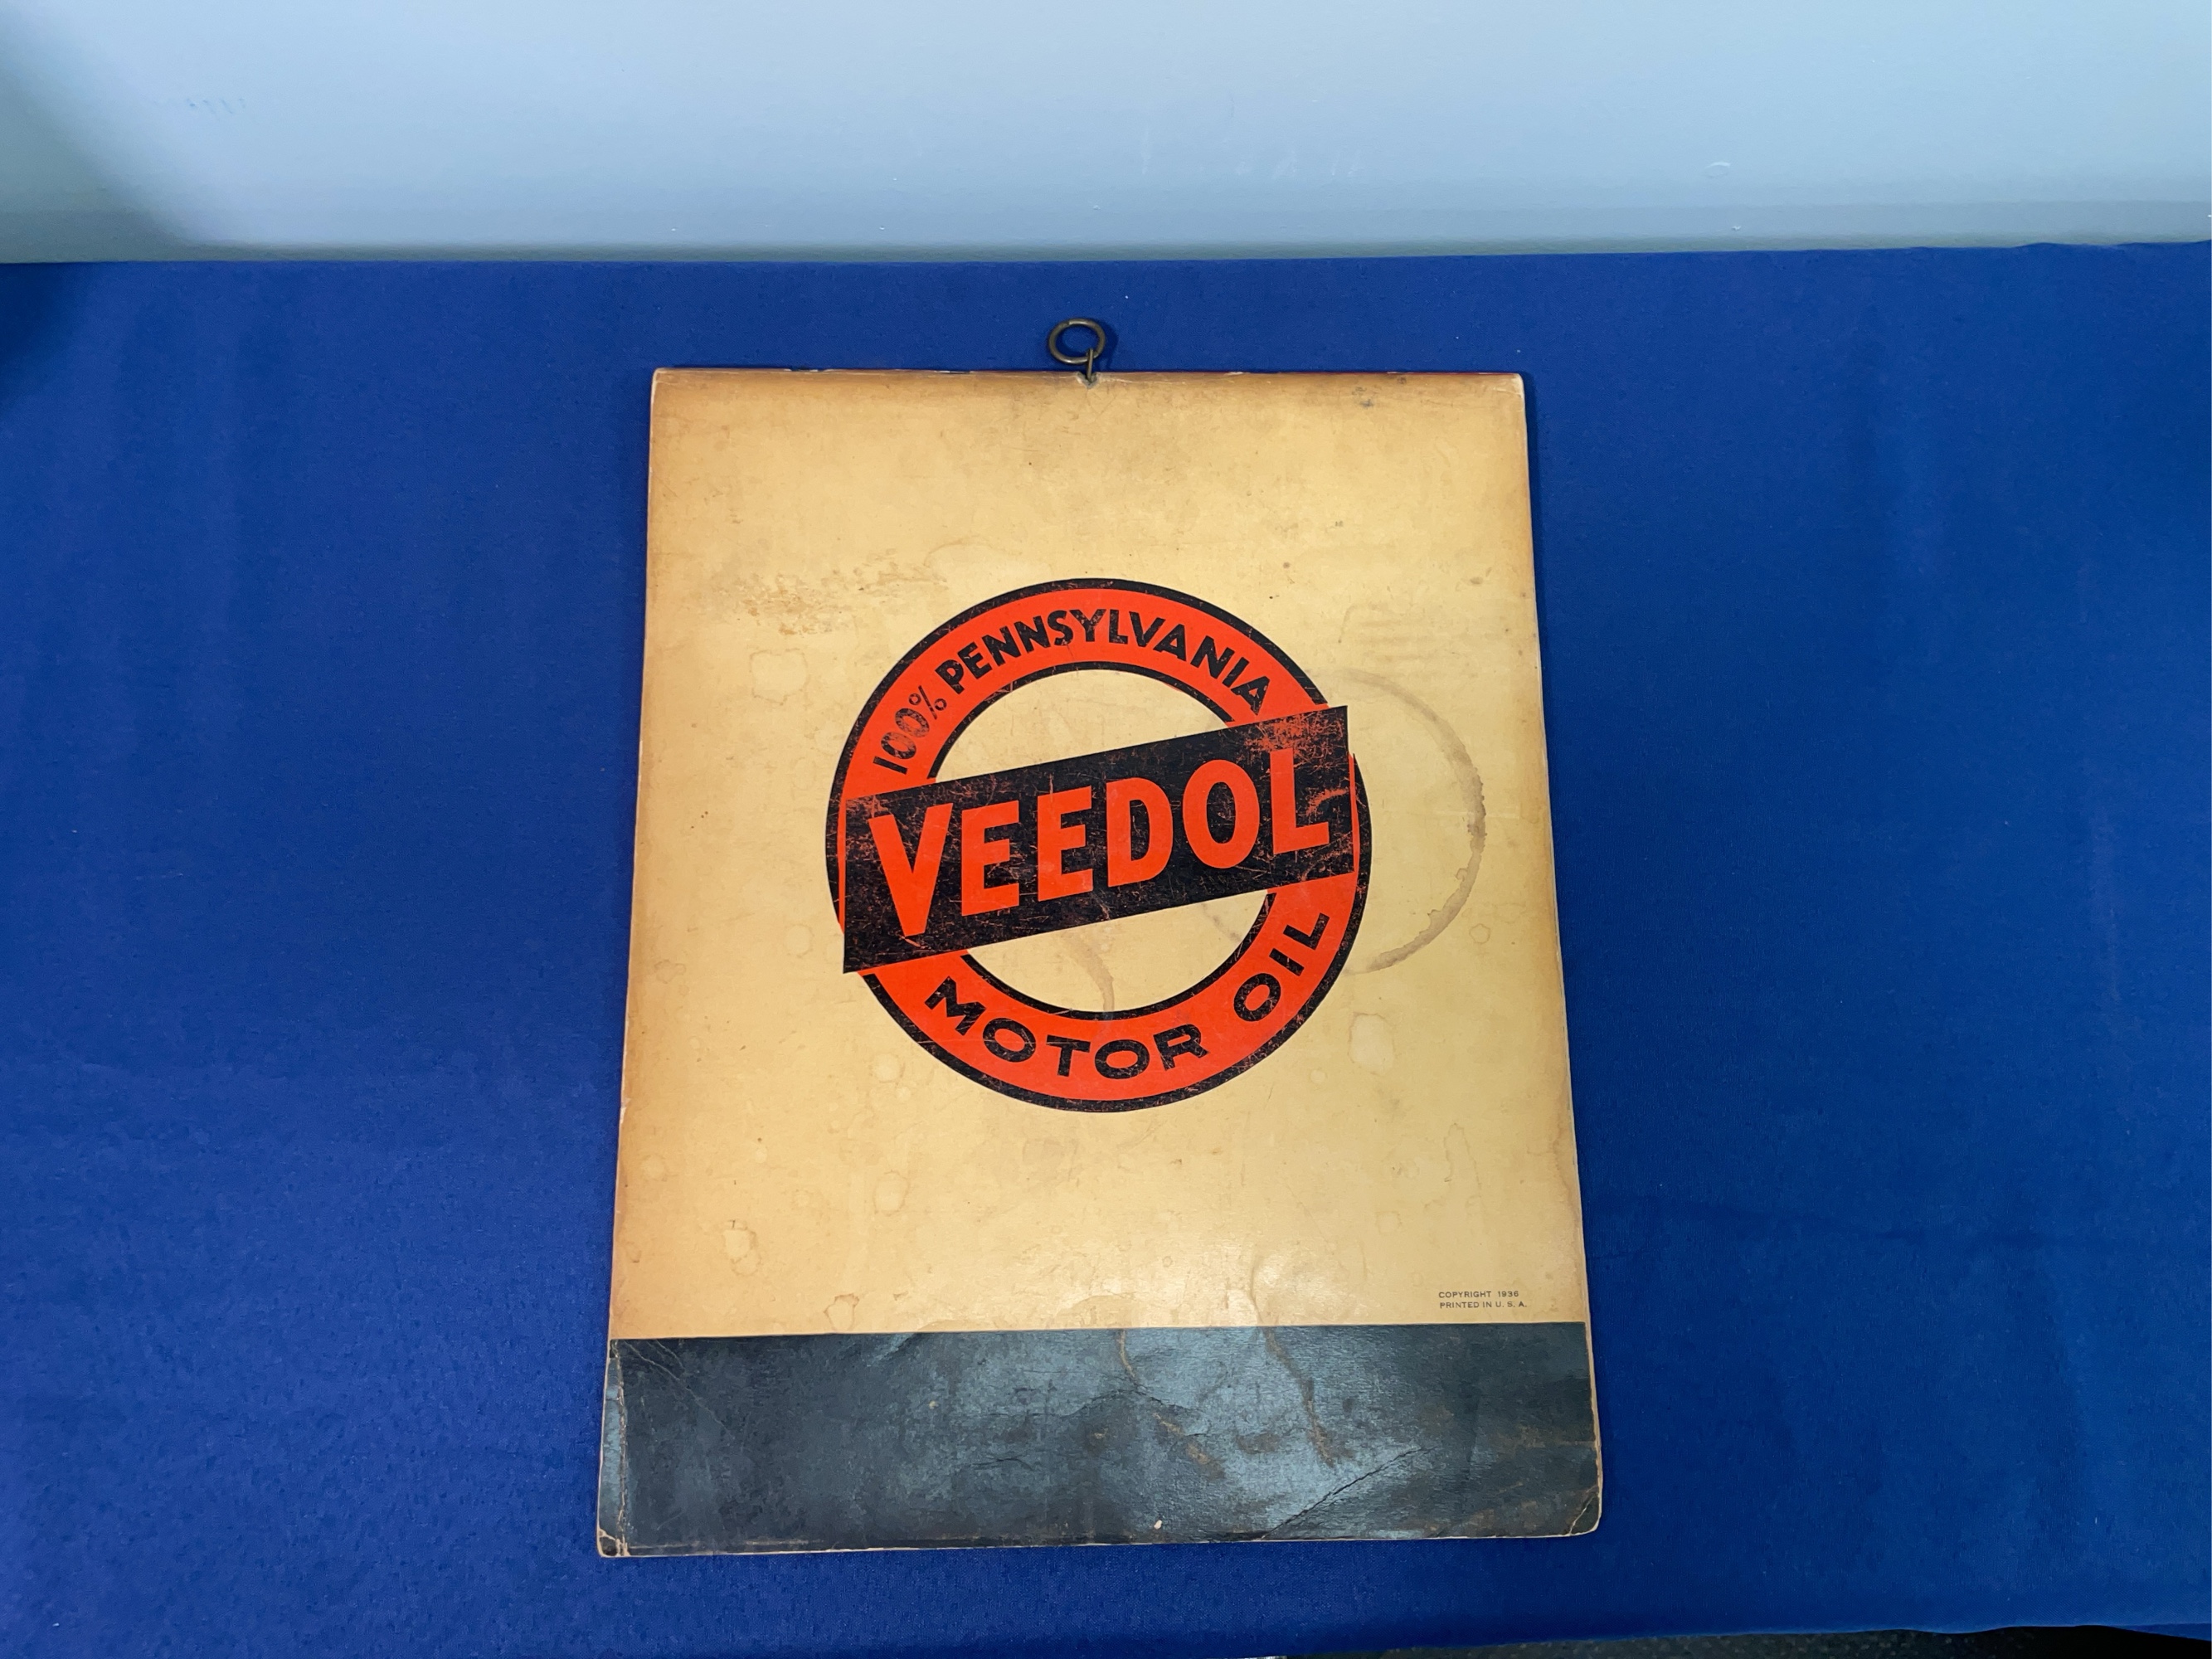 100% PENNSYLVANIA
VEEDOL
MOTOR OIL
COPYRIGHT 1936
PRINTED IN U. S. A.